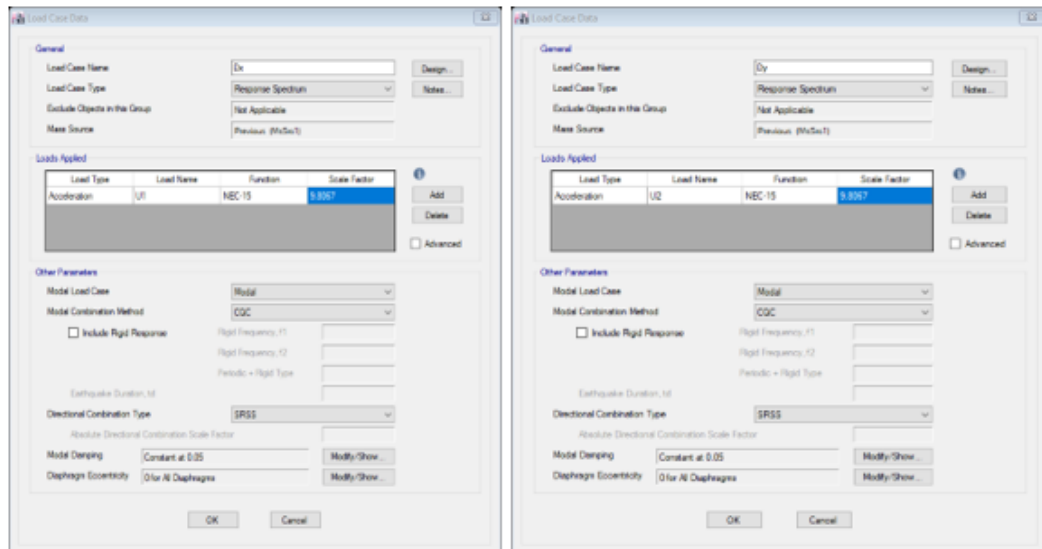 Load Case Data
General
Load Case Name Ex Design...
Load Case Type Response Spectrum Notes...
Exclude Objects in this Group Not Applicable
Mass Source Previous (MsSrc1)
Loads Applied
Load Type Load Name Function Scale Factor
Acceleration U1 NEC-15 9.8067
Add
Delete
Advanced
Other Parameters
Modal Load Case Modal
Modal Combination Method CQC
Include Rigid Response Rigid Frequency, f1
Rigid Frequency, f2
Periodic + Rigid Type
Earthquake Duration, td
Directional Combination Type SRSS
Absolute Directional Combination Scale Factor
Modal Damping Constant at 0.05 Modify/Show...
Diaphragm Eccentricity 0 for All Diaphragms Modify/Show...
OK Cancel
Load Case Data
General
Load Case Name Ey Design...
Load Case Type Response Spectrum Notes...
Exclude Objects in this Group Not Applicable
Mass Source Previous (MsSrc1)
Loads Applied
Load Type Load Name Function Scale Factor
Acceleration U2 NEC-15 9.8067
Add
Delete
Advanced
Other Parameters
Modal Load Case Modal
Modal Combination Method CQC
Include Rigid Response Rigid Frequency, f1
Rigid Frequency, f2
Periodic + Rigid Type
Earthquake Duration, td
Directional Combination Type SRSS
Absolute Directional Combination Scale Factor
Modal Damping Constant at 0.05 Modify/Show...
Diaphragm Eccentricity 0 for All Diaphragms Modify/Show...
OK Cancel